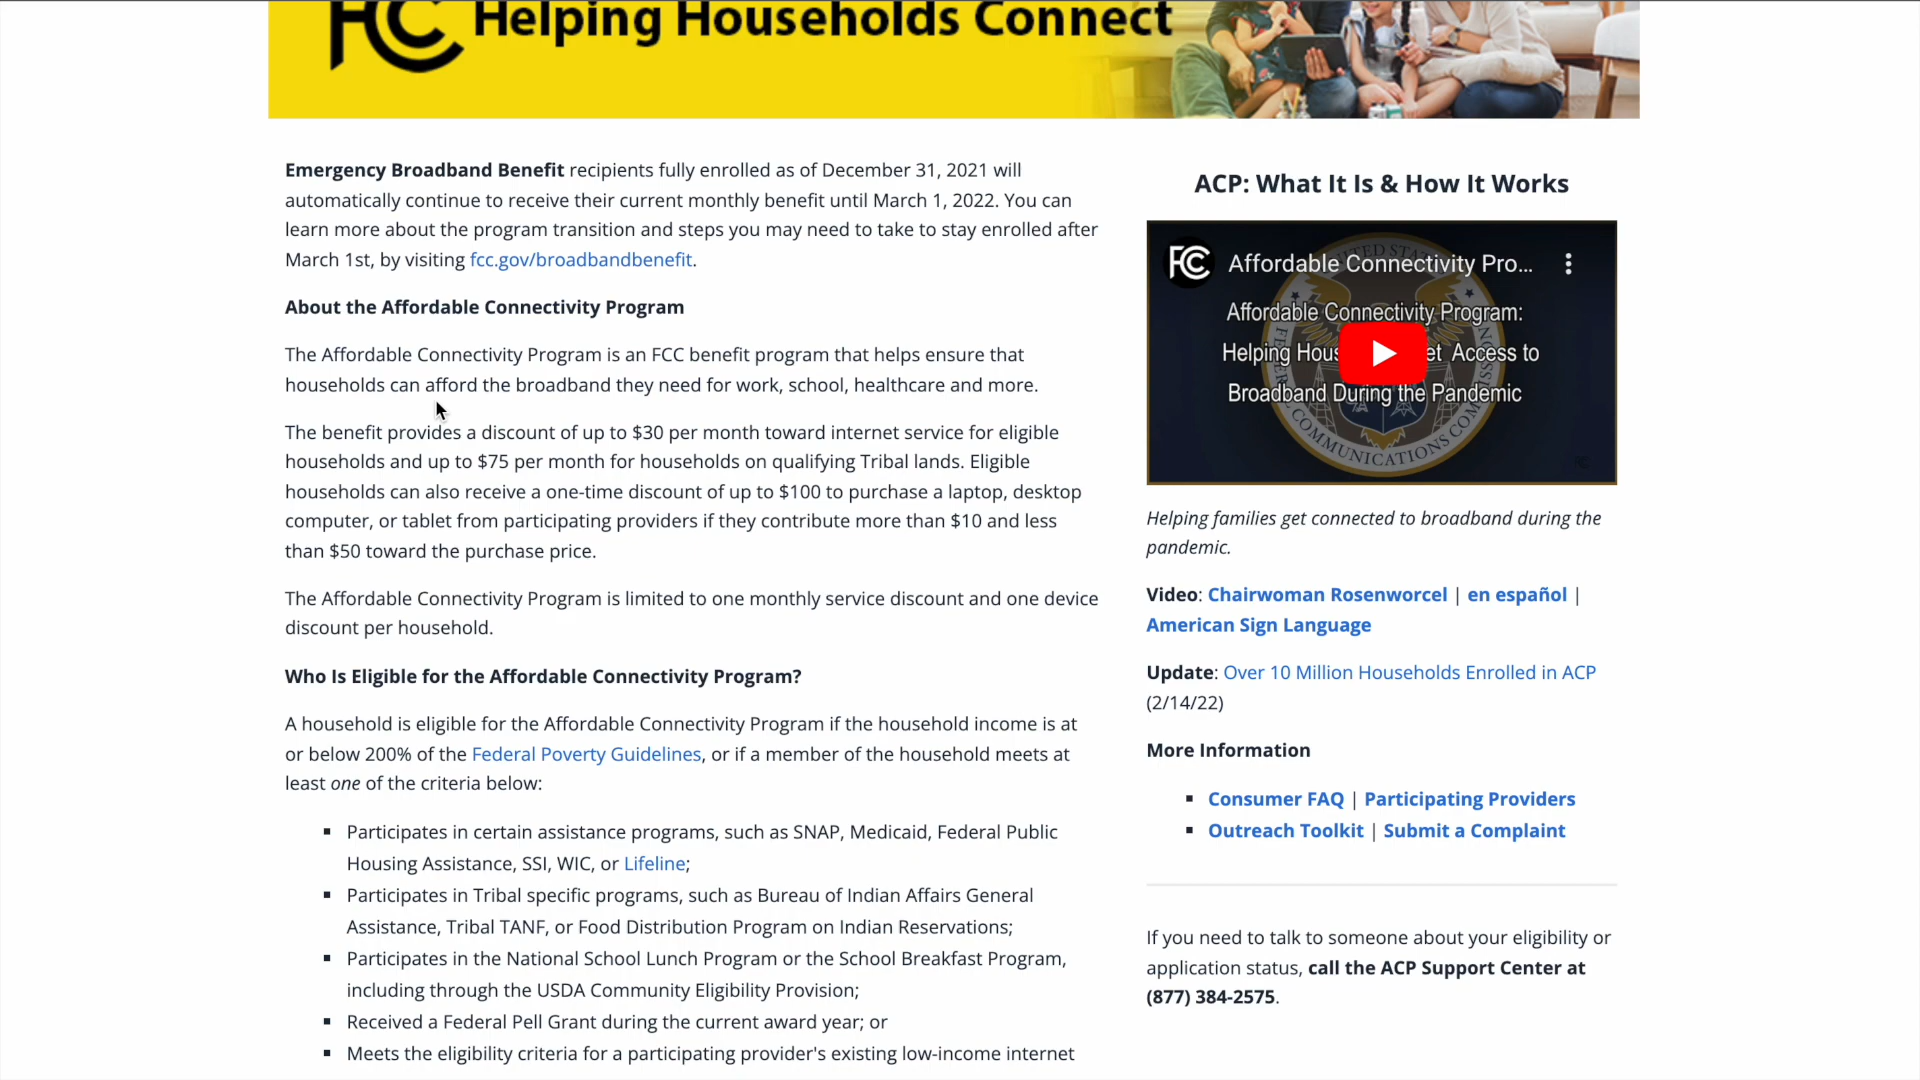 FCC Helping Households Connect
Emergency Broadband Benefit recipients fully enrolled as of December 31, 2021 will
automatically continue to receive their current monthly benefit until March 1, 2022. You can
learn more about the program transition and steps you may need to take to stay enrolled after
March 1st, by visiting fcc.gov/broadbandbenefit.
About the Affordable Connectivity Program
The Affordable Connectivity Program is an FCC benefit program that helps ensure that
households can afford the broadband they need for work, school, healthcare and more.
The benefit provides a discount of up to $30 per month toward internet service for eligible
households and up to $75 per month for households on qualifying Tribal lands. Eligible
households can also receive a one-time discount of up to $100 to purchase a laptop, desktop
computer, or tablet from participating providers if they contribute more than $10 and less
than $50 toward the purchase price.
The Affordable Connectivity Program is limited to one monthly service discount and one device
discount per household.
Who Is Eligible for the Affordable Connectivity Program?
A household is eligible for the Affordable Connectivity Program if the household income is at
or below 200% of the Federal Poverty Guidelines, or if a member of the household meets at
least one of the criteria below:
▪ Participates in certain assistance programs, such as SNAP, Medicaid, Federal Public
Housing Assistance, SSI, WIC, or Lifeline;
▪ Participates in Tribal specific programs, such as Bureau of Indian Affairs General
Assistance, Tribal TANF, or Food Distribution Program on Indian Reservations;
▪ Participates in the National School Lunch Program or the School Breakfast Program,
including through the USDA Community Eligibility Provision;
▪ Received a Federal Pell Grant during the current award year; or
▪ Meets the eligibility criteria for a participating provider's existing low-income internet
ACP: What It Is & How It Works
FCC Affordable Connectivity Pro...
Affordable Connectivity Program:
Helping Hous et Access to
Broadband During the Pandemic
FEDERAL COMMUNICATIONS COMMISSION
UNITED STA
Helping families get connected to broadband during the
pandemic.
Video: Chairwoman Rosenworcel | en español |
American Sign Language
Update: Over 10 Million Households Enrolled in ACP
(2/14/22)
More Information
▪ Consumer FAQ | Participating Providers
▪ Outreach Toolkit | Submit a Complaint
If you need to talk to someone about your eligibility or
application status, call the ACP Support Center at
(877) 384-2575.